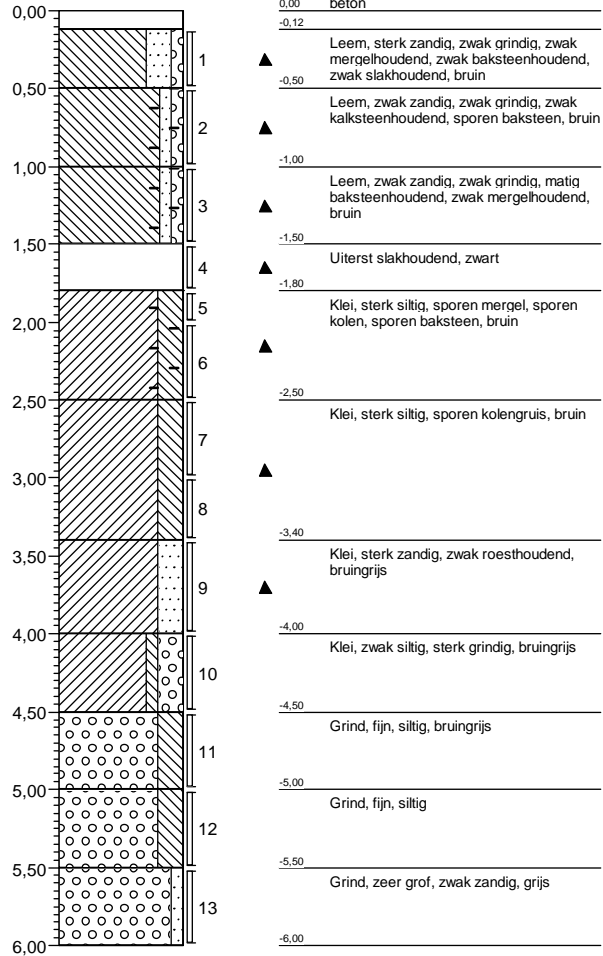 0,00
0,50
1,00
1,50
2,00
2,50
3,00
3,50
4,00
4,50
5,00
5,50
6,00
1
2
3
4
5
6
7
8
9
10
11
12
13
0,00
beton
-0,12
Leem, sterk zandig, zwak grindig, zwak
mergelhoudend, zwak baksteenhoudend,
zwak slakhoudend, bruin
-0,50
Leem, zwak zandig, zwak grindig, zwak
kalksteenhoudend, sporen baksteen, bruin
-1,00
Leem, zwak zandig, zwak grindig, matig
baksteenhoudend, zwak mergelhoudend,
bruin
-1,50
Uiterst slakhoudend, zwart
-1,80
Klei, sterk siltig, sporen mergel, sporen
kolen, sporen baksteen, bruin
-2,50
Klei, sterk siltig, sporen kolengruis, bruin
-3,40
Klei, sterk zandig, zwak roesthoudend,
bruingrijs
-4,00
Klei, zwak siltig, sterk grindig, bruingrijs
-4,50
Grind, fijn, siltig, bruingrijs
-5,00
Grind, fijn, siltig
-5,50
Grind, zeer grof, zwak zandig, grijs
-6,00